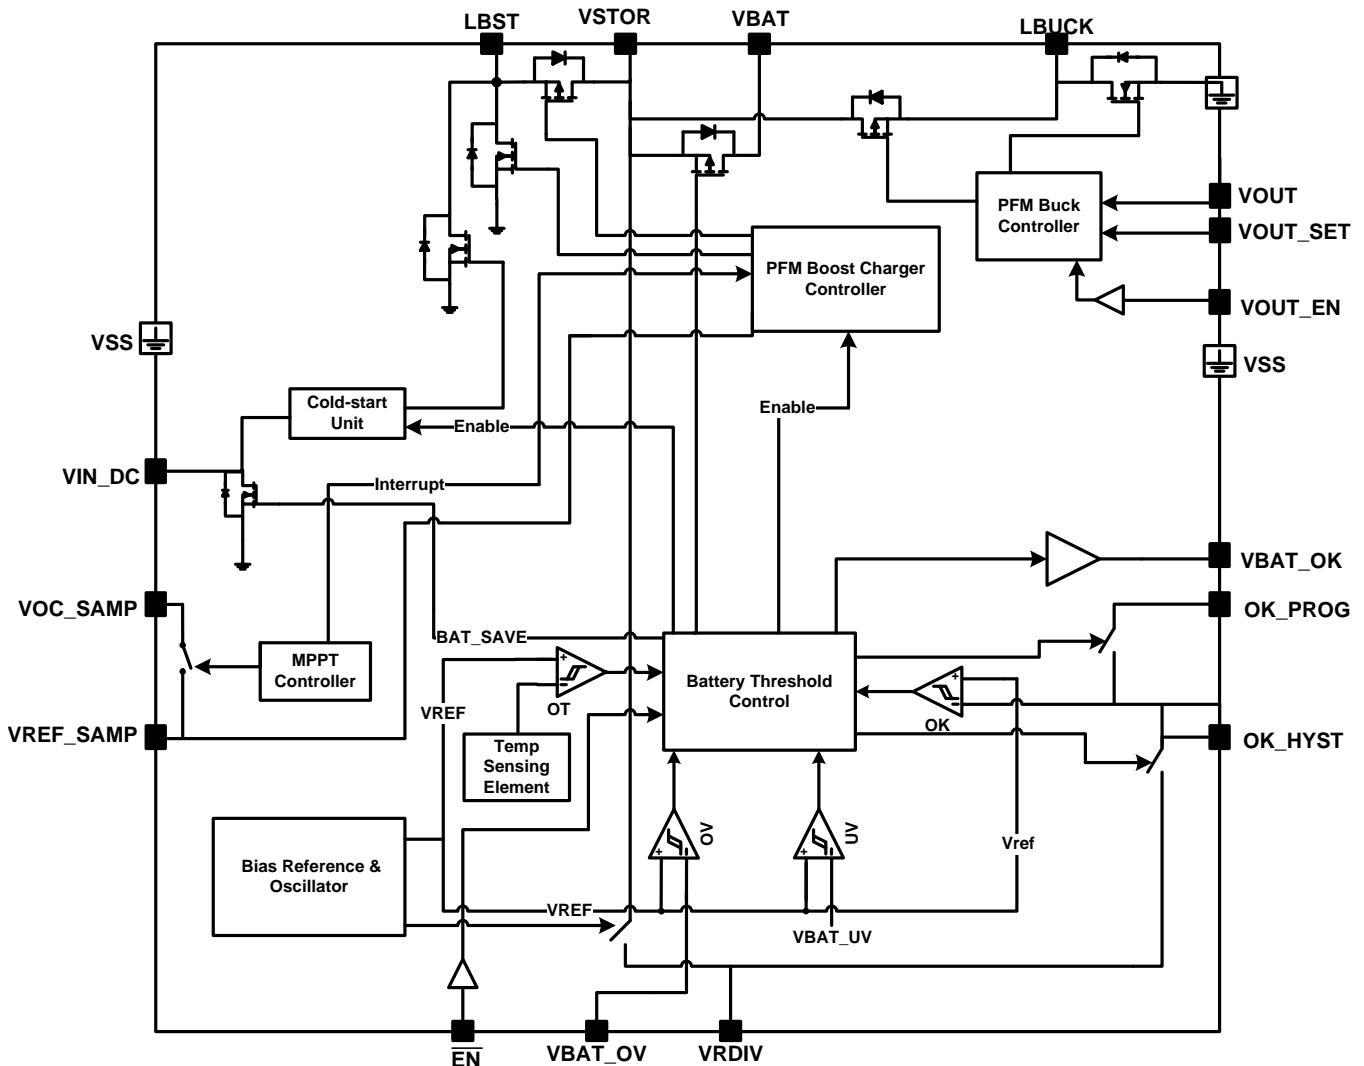 LBST
VSTOR
VBAT
LBUCK
PFM Buck
Controller
VOUT
VOUT_SET
VOUT_EN
VSS
VSS
PFM Boost Charger
Controller
Cold-start
Unit
Enable
Enable
VIN_DC
Interrupt
VBAT_OK
VOC_SAMP
OK_PROG
BAT_SAVE
MPPT
Controller
+
OT
Battery Threshold
Control
+
OK
VREF
VREF_SAMP
OK_HYST
Temp
Sensing
Element
+
OV
+
UV
Vref
Bias Reference &
Oscillator
VREF
VBAT_UV
EN
VBAT_OV
VRDIV